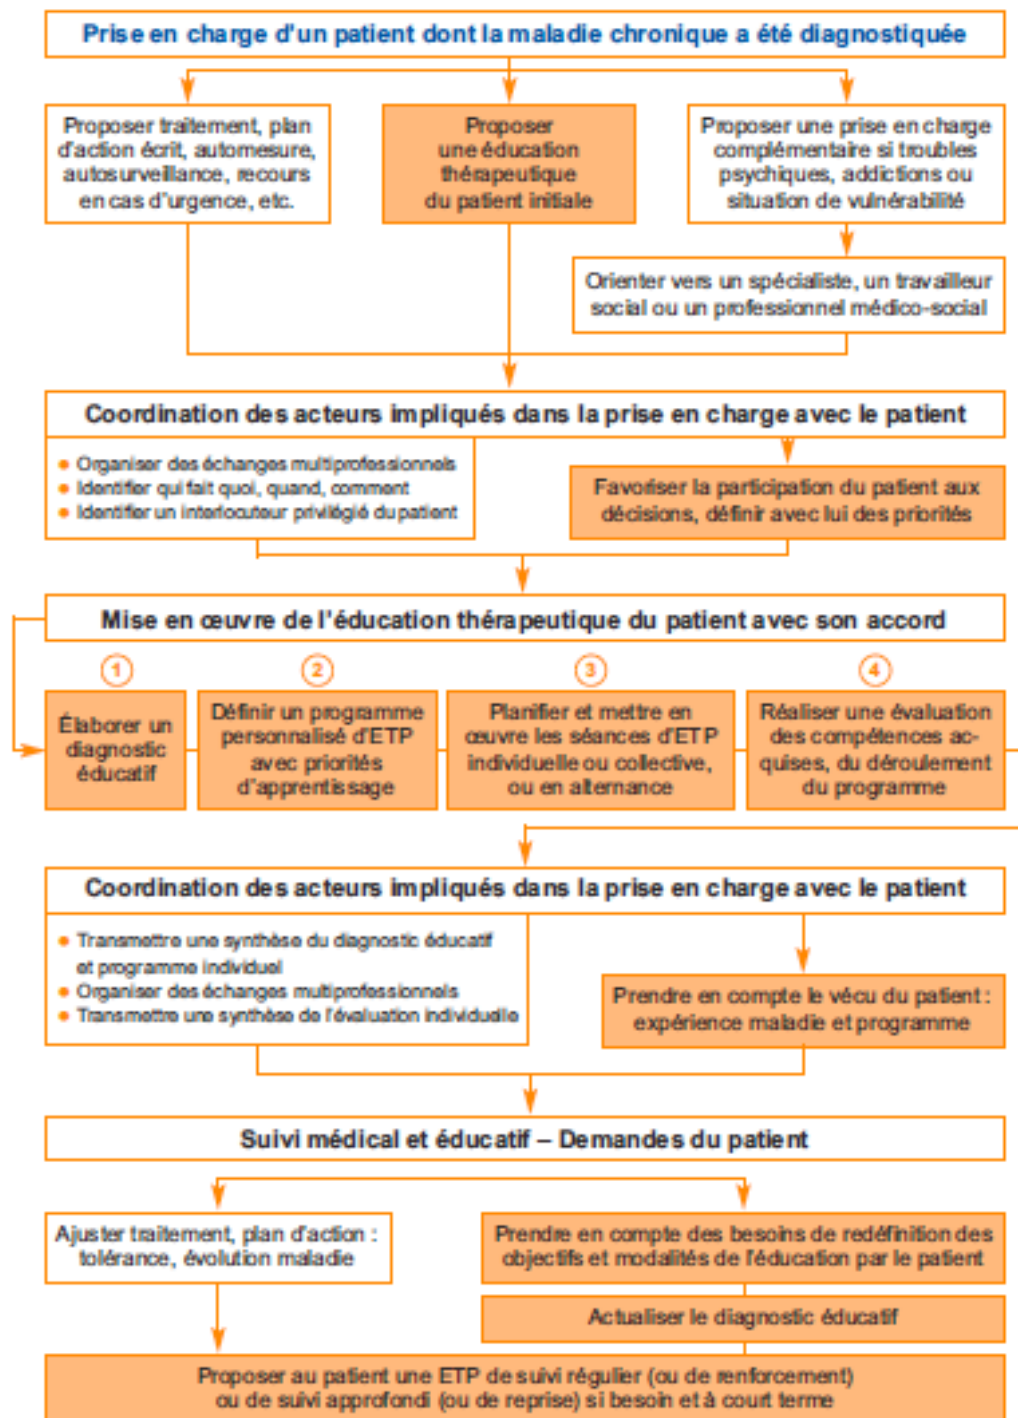 Prise en charge d'un patient dont la maladie chronique a été diagnostiquée
Proposer traitement, plan
d'action écrit, automesure,
autosurveillance, recours
en cas d'urgence, etc.
Proposer
une éducation
thérapeutique
du patient initiale
Proposer une prise en charge
complémentaire si troubles
psychiques, addictions ou
situation de vulnérabilité
Orienter vers un spécialiste, un travailleur
social ou un professionnel médico-social
Coordination des acteurs impliqués dans la prise en charge avec le patient
• Organiser des échanges multiprofessionnels
• Identifier qui fait quoi, quand, comment
• Identifier un interlocuteur privilégié du patient
Favoriser la participation du patient aux
décisions, définir avec lui des priorités
Mise en œuvre de l'éducation thérapeutique du patient avec son accord
1
Élaborer un
diagnostic
éducatif
2
Définir un programme
personnalisé d'ETP
avec priorités
d'apprentissage
3
Planifier et mettre en
œuvre les séances d'ETP
individuelle ou collective,
ou en alternance
4
Réaliser une évaluation
des compétences ac-
quises, du déroulement
du programme
Coordination des acteurs impliqués dans la prise en charge avec le patient
• Transmettre une synthèse du diagnostic éducatif
et programme individuel
• Organiser des échanges multiprofessionnels
• Transmettre une synthèse de l'évaluation individuelle
Prendre en compte le vécu du patient :
expérience maladie et programme
Suivi médical et éducatif – Demandes du patient
Ajuster traitement, plan d'action :
tolérance, évolution maladie
Prendre en compte des besoins de redéfinition des
objectifs et modalités de l'éducation par le patient
Actualiser le diagnostic éducatif
Proposer au patient une ETP de suivi régulier (ou de renforcement)
ou de suivi approfondi (ou de reprise) si besoin et à court terme